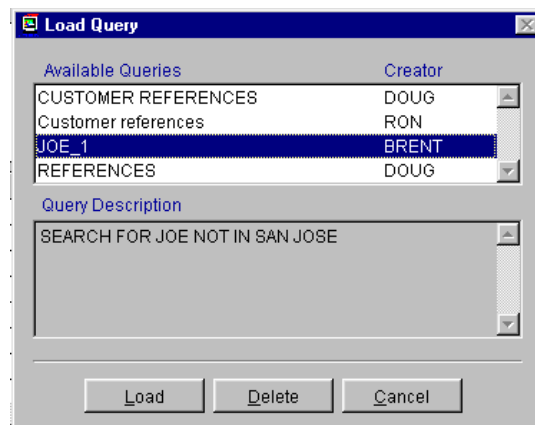 Load Query
Available Queries Creator
CUSTOMER REFERENCES DOUG
Customer references RON
JOE_1 BRENT
REFERENCES DOUG
Query Description
SEARCH FOR JOE NOT IN SAN JOSE
Load Delete Cancel